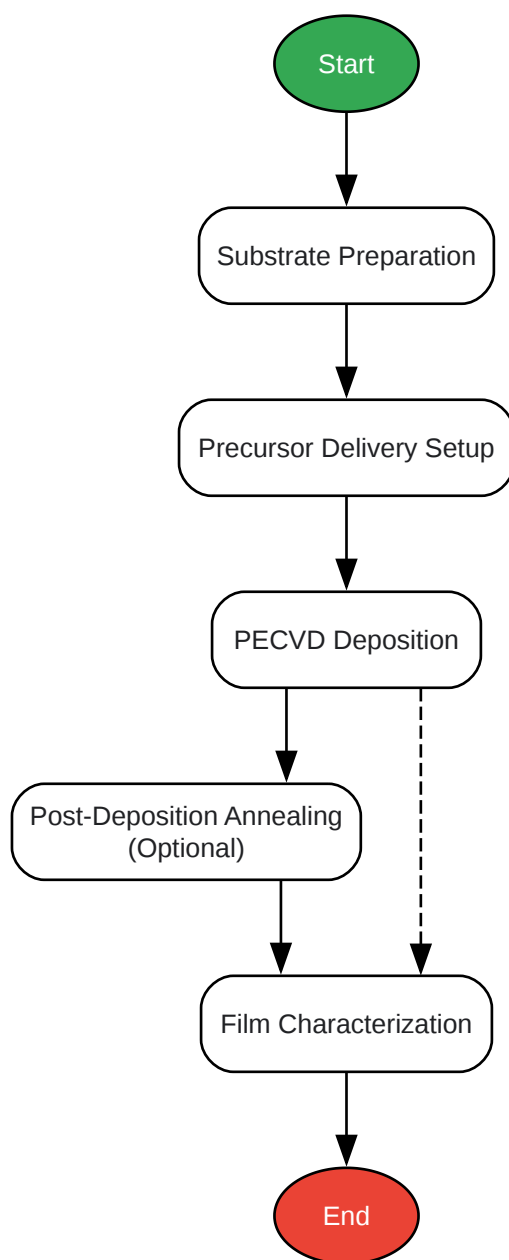 Start
Substrate Preparation
Precursor Delivery Setup
PECVD Deposition
Post-Deposition Annealing
(Optional)
Film Characterization
End